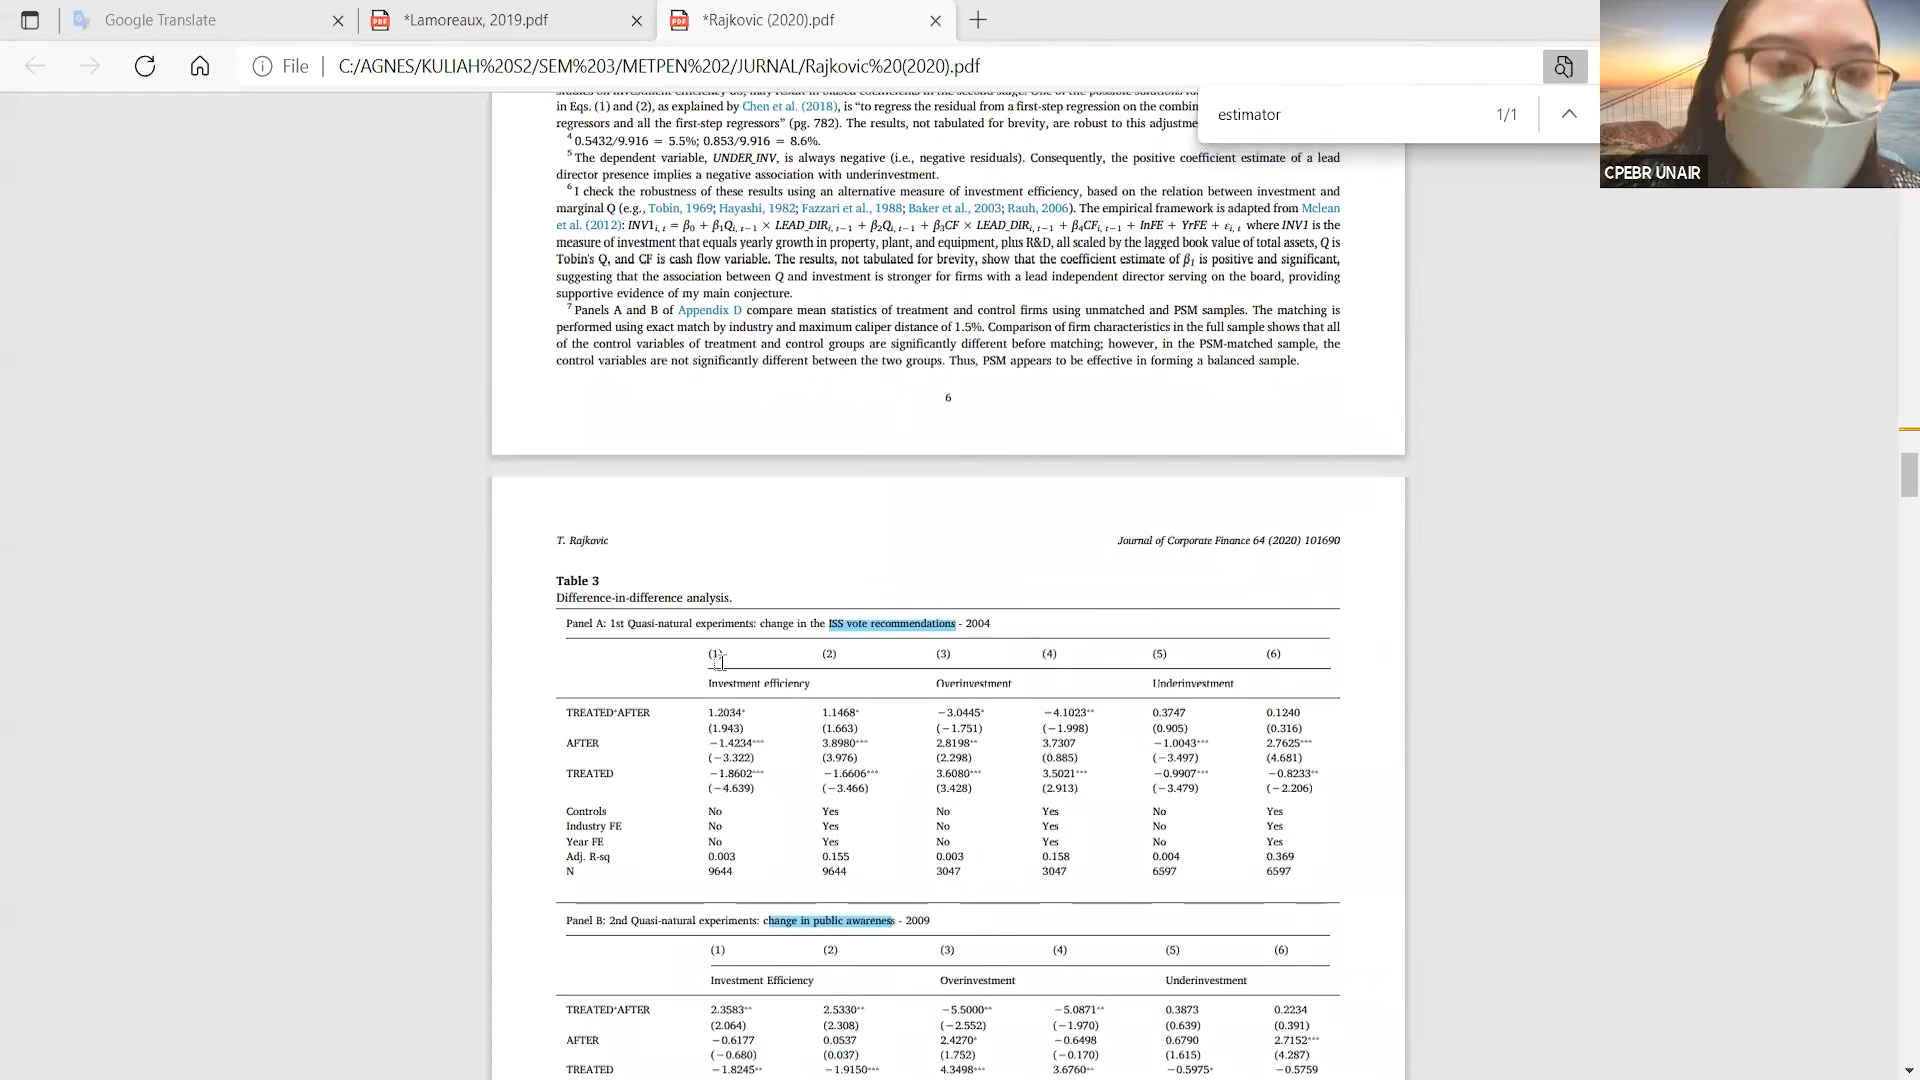 Google Translate
*Lamoreaux, 2019.pdf
*Rajkovic (2020).pdf
File | C:/AGNES/KULIAH%20S2/SEM%203/METPEN%202/JURNAL/Rajkovic%20(2020).pdf
estimator 1/1
CPEBR UNAIR
in Eqs. (1) and (2), as explained by Chen et al. (2018), is “to regress the residual from a first-step regression on the
regressors and all the first-step regressors” (pg. 782). The results, not tabulated for brevity, are robust to this
4 0.5432/9.916 = 5.5%; 0.853/9.916 = 8.6%.
5 The dependent variable, UNDER_INV, is always negative (i.e., negative residuals). Consequently, the positive coefficient estimate of a lead
director presence implies a negative association with underinvestment.
6 I check the robustness of these results using an alternative measure of investment efficiency, based on the relation between investment and
marginal Q (e.g., Tobin, 1969; Hayashi, 1982; Fazzari et al., 1988; Baker et al., 2003; Rauh, 2006). The empirical framework is adapted from Mclean
et al. (2012): INV1i, t = β0 + β1Qi, t−1 × LEAD_DIRi, t−1 + β2Qi, t−1 + β3CF × LEAD_DIRi, t−1 + β4CFi, t−1 + InFE + YrFE + εi, t where INV1 is the
measure of investment that equals yearly growth in property, plant, and equipment, plus R&D, all scaled by the lagged book value of total assets, Q is
Tobin's Q, and CF is cash flow variable. The results, not tabulated for brevity, show that the coefficient estimate of β1 is positive and significant,
suggesting that the association between Q and investment is stronger for firms with a lead independent director serving on the board, providing
supportive evidence of my main conjecture.
7 Panels A and B of Appendix D compare mean statistics of treatment and control firms using unmatched and PSM samples. The matching is
performed using exact match by industry and maximum caliper distance of 1.5%. Comparison of firm characteristics in the full sample shows that all
of the control variables of treatment and control groups are significantly different before matching; however, in the PSM-matched sample, the
control variables are not significantly different between the two groups. Thus, PSM appears to be effective in forming a balanced sample.
6
T. Rajkovic Journal of Corporate Finance 64 (2020) 101690
Table 3
Difference-in-difference analysis.
Panel A: 1st Quasi-natural experiments: change in the ISS vote recommendations - 2004
(1) (2) (3) (4) (5) (6)
Investment efficiency Overinvestment Underinvestment
TREATED*AFTER 1.2034* 1.1468* −3.0445* −4.1023** 0.3747 0.1240
(1.943) (1.663) (−1.751) (−1.998) (0.905) (0.316)
AFTER −1.4234*** 3.8980*** 2.8198** 3.7307 −1.0043*** 2.7625***
(−3.322) (3.976) (2.298) (0.885) (−3.497) (4.681)
TREATED −1.8602*** −1.6606*** 3.6080*** 3.5021*** −0.9907*** −0.8233**
(−4.639) (−3.466) (3.428) (2.913) (−3.479) (−2.206)
Controls No Yes No Yes No Yes
Industry FE No Yes No Yes No Yes
Year FE No Yes No Yes No Yes
Adj. R-sq 0.003 0.155 0.003 0.158 0.004 0.369
N 9644 9644 3047 3047 6597 6597
Panel B: 2nd Quasi-natural experiments: change in public awareness - 2009
(1) (2) (3) (4) (5) (6)
Investment Efficiency Overinvestment Underinvestment
TREATED*AFTER 2.3583** 2.5330** −5.5000** −5.0871** 0.3873 0.2234
(2.064) (2.308) (−2.552) (−1.970) (0.639) (0.391)
AFTER −0.6177 0.0537 2.4270* −0.6498 0.6790 2.7152***
(−0.680) (0.037) (1.752) (−0.170) (1.615) (4.287)
TREATED −1.8245** −1.9150*** 4.3498*** 3.6760** −0.5975* −0.5759